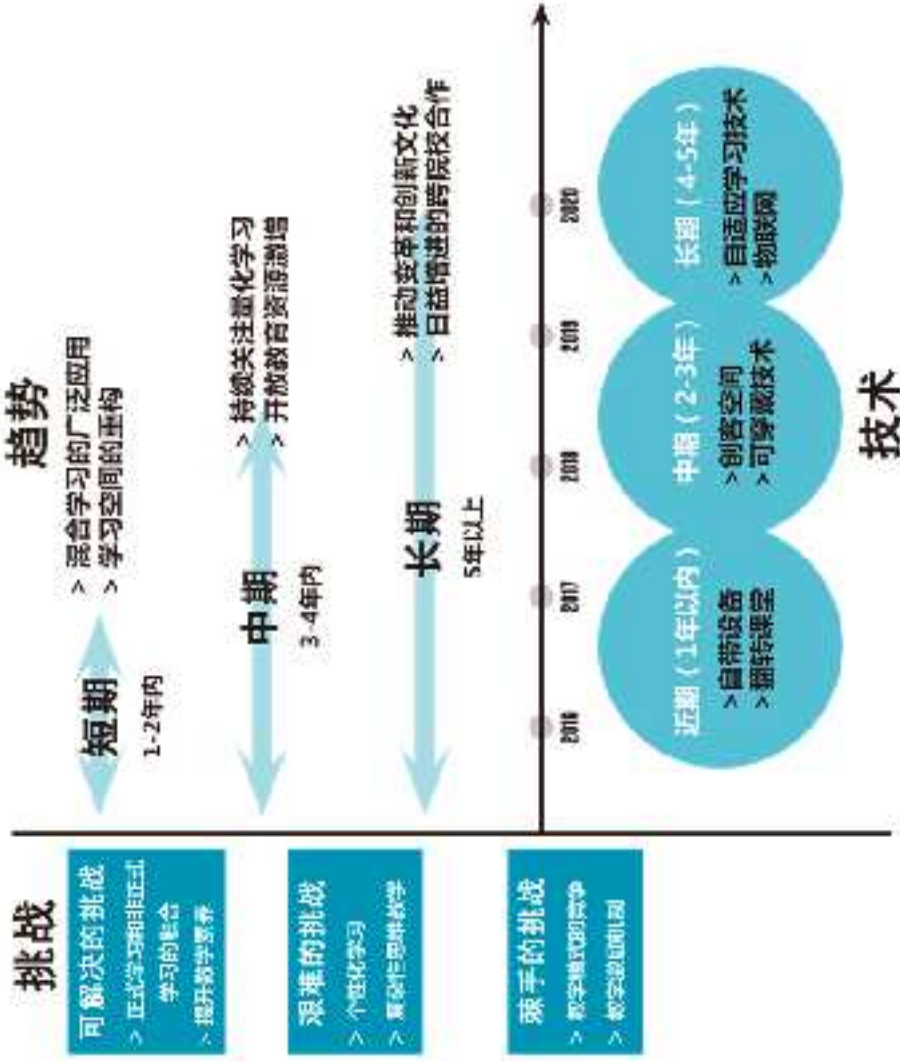 挑战
可解决的挑战
> 正式学习和非正式
学习的融合
> 提升数字素养
艰难的挑战
> 个性化学习
> 复杂性思维教学
棘手的挑战
> 教学模式的竞争
趋势
短期
1-2年内
> 混合学习的广泛应用
> 学习空间的重构
中期
3-4年内
> 持续关注量化学习
> 开放教育资源激增
长期
5年以上
> 推动变革和创新文化
> 日益增进的跨院校合作
2016
2017
2018
2019
2020
近期（1年以内）
>自带设备
>翻转课堂
中期（2-3年）
>创客空间
>可穿戴技术
长期（4-5年）
>自适应学习技术
>物联网
技术